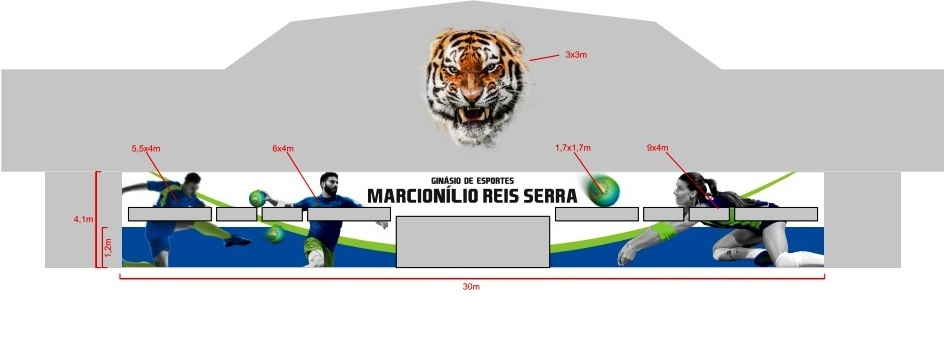 3x3m
5,5x4m
6x4m
1,7x1,7m
9x4m
GINÁSIO DE ESPORTES
MARCIONÍLIO REIS SERRA
4,1m
1,2m
30m